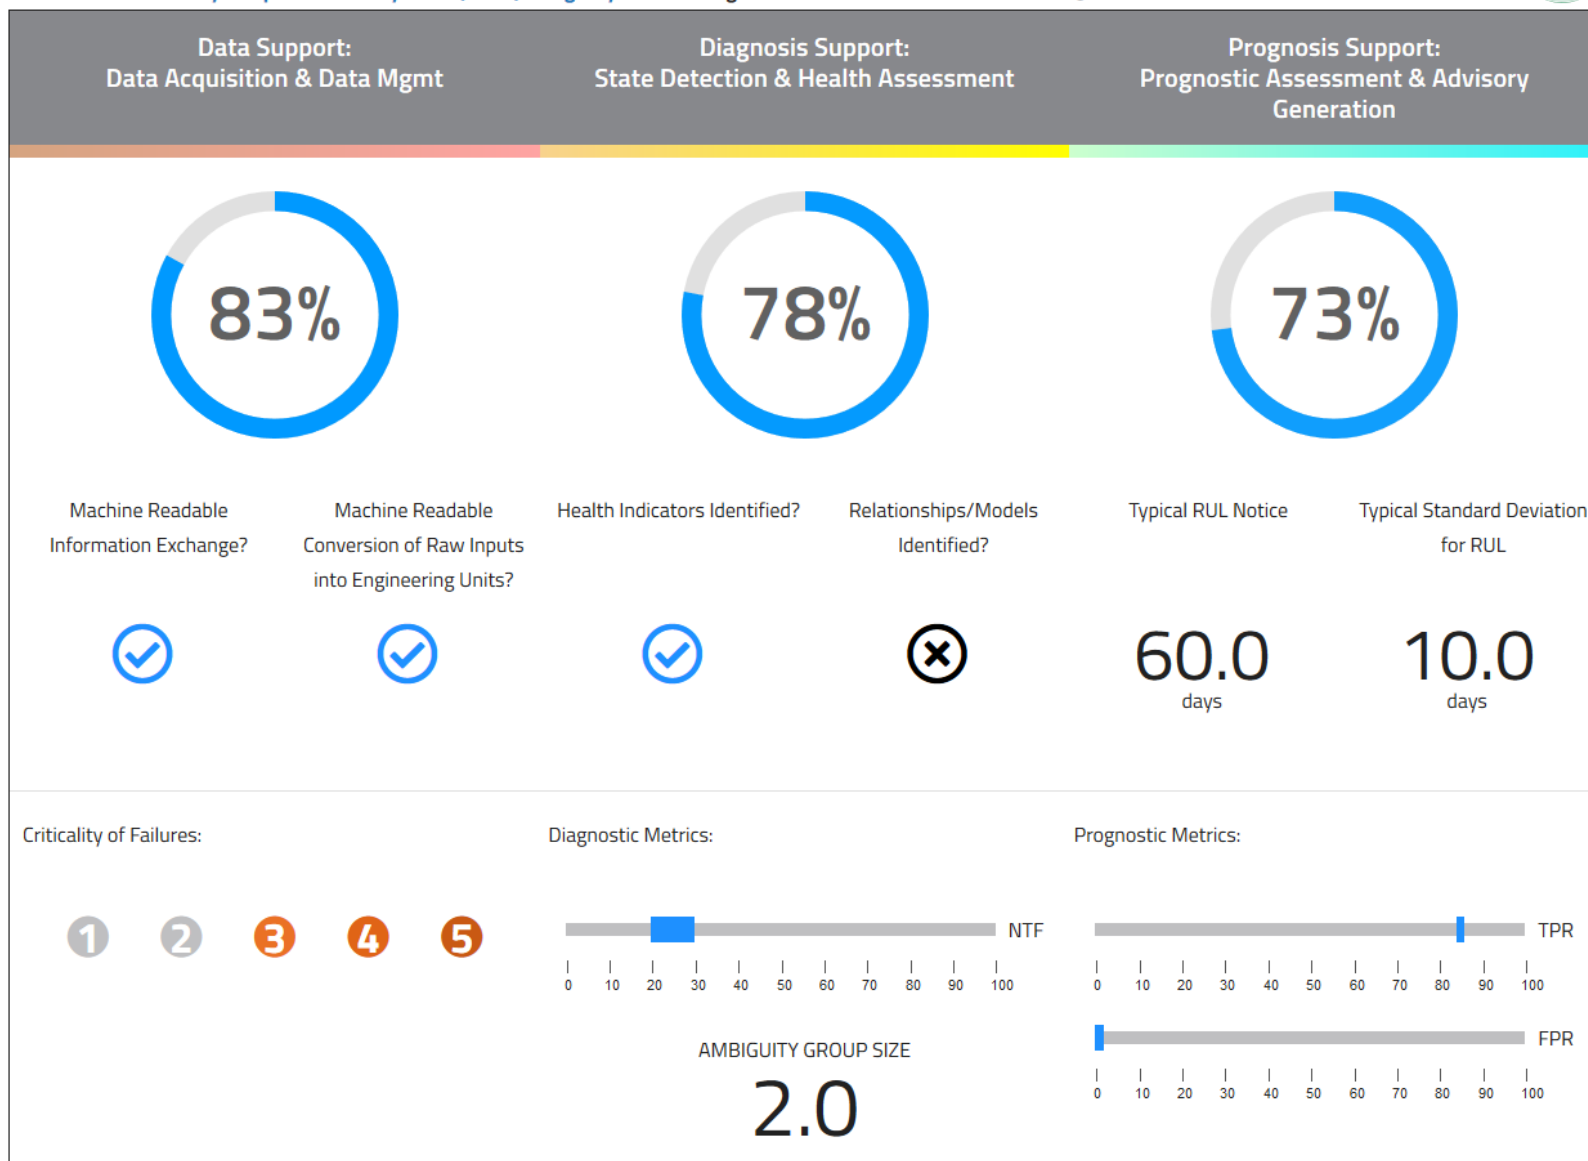 Data Support:
Data Acquisition & Data Mgmt
Diagnosis Support:
State Detection & Health Assessment
Prognosis Support:
Prognostic Assessment & Advisory
Generation
83%
78%
73%
Machine Readable
Information Exchange?
Machine Readable
Conversion of Raw Inputs
into Engineering Units?
Health Indicators Identified?
Relationships/Models
Identified?
Typical RUL Notice
Typical Standard Deviation
for RUL
60.0
days
10.0
days
Criticality of Failures:
1 2 3 4 5
Diagnostic Metrics:
NTF
0 10 20 30 40 50 60 70 80 90 100
AMBIGUITY GROUP SIZE
2.0
Prognostic Metrics:
TPR
0 10 20 30 40 50 60 70 80 90 100
FPR
0 10 20 30 40 50 60 70 80 90 100